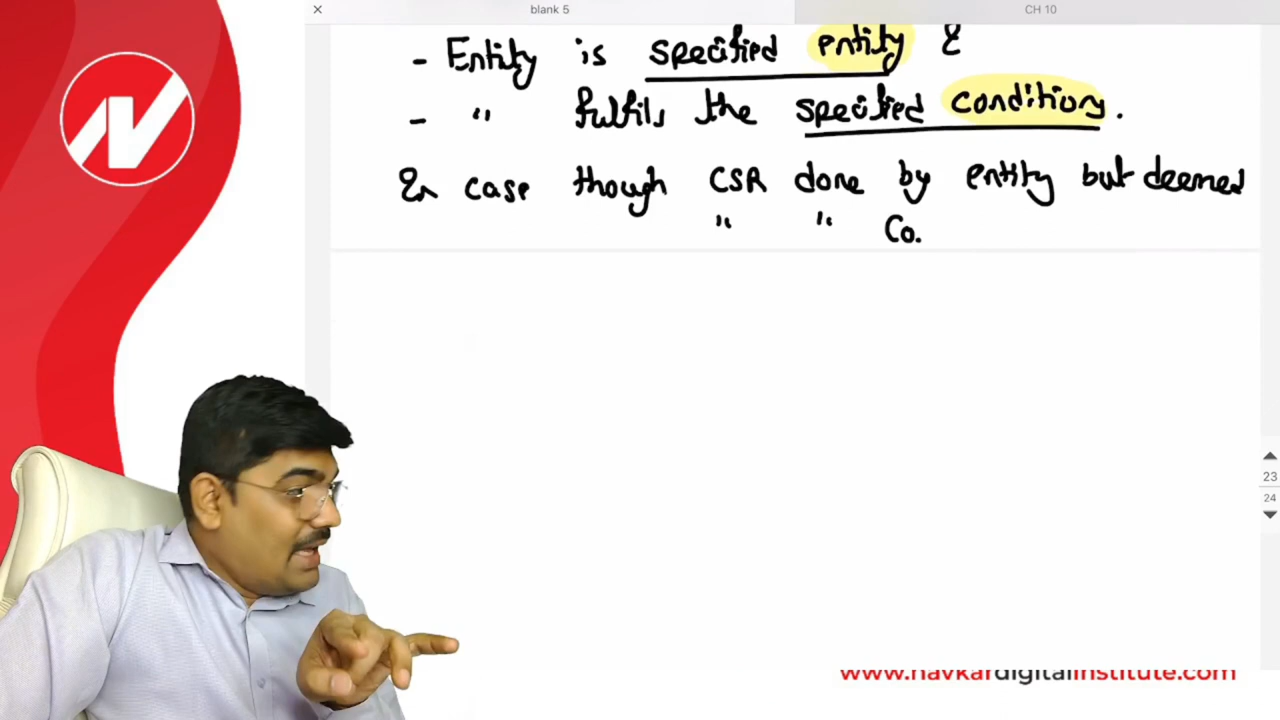 blank 5
CH 10
- Entity is specified entity &
- " fulfils the specified conditions.
In case though CSR done by entity but deemed
" " Co.
23
24
www.navkardigitalinstitute.com